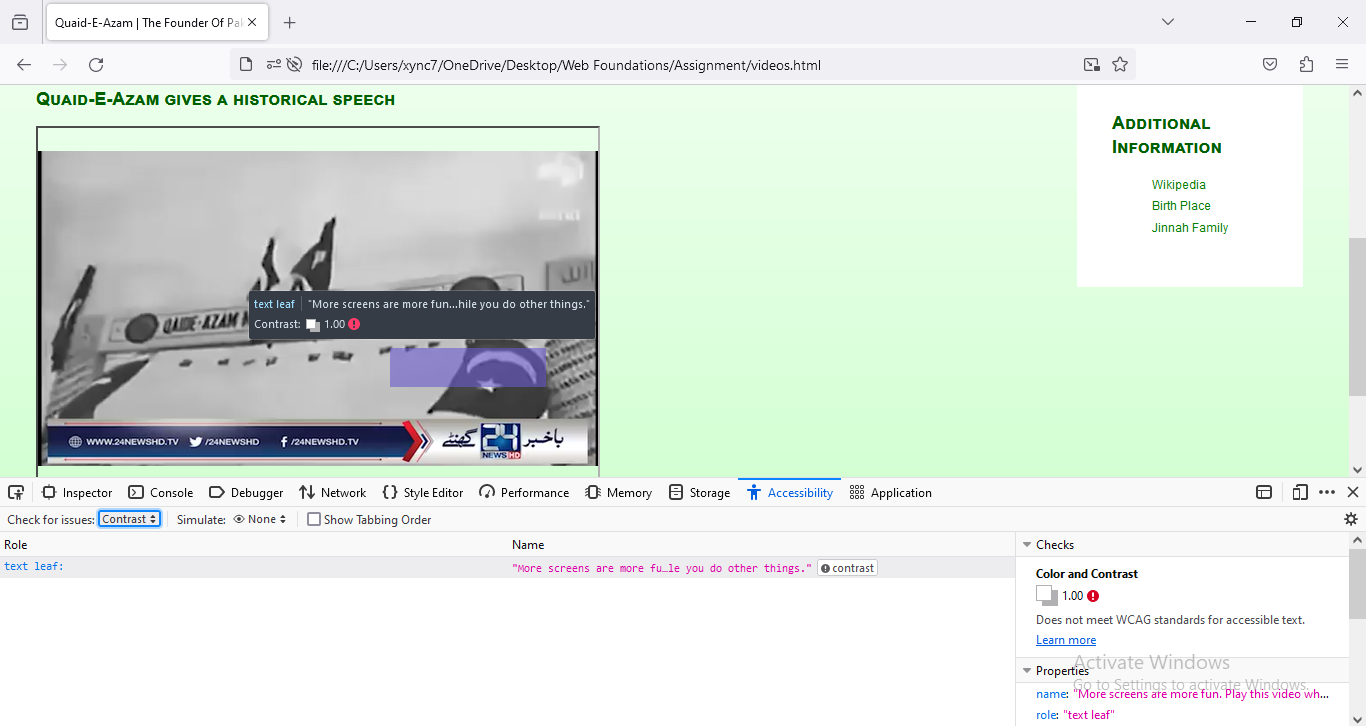 Quaid-E-Azam | The Founder Of Pak
file:///C:/Users/xync7/OneDrive/Desktop/Web Foundations/Assignment/videos.html
Quaid-E-Azam gives a historical speech
Additional
Information
Wikipedia
Birth Place
Jinnah Family
text leaf "More screens are more fun...hile you do other things."
Contrast: 1.00
QAIDE-AZAM
WWW.24NEWSHD.TV /24NEWSHD /24NEWSHD.TV
24
NEWS HD
باخبر گھنٹے
Inspector Console Debugger Network Style Editor Performance Memory Storage Accessibility Application
Check for issues: Contrast Simulate: None Show Tabbing Order
Role Name Checks
text leaf: "More screens are more fu…le you do other things." contrast
Color and Contrast
1.00
Does not meet WCAG standards for accessible text.
Learn more
Activate Windows
Properties
Go to Settings to activate Windows.
name: "More screens are more fun. Play this video wh...
role: "text leaf"